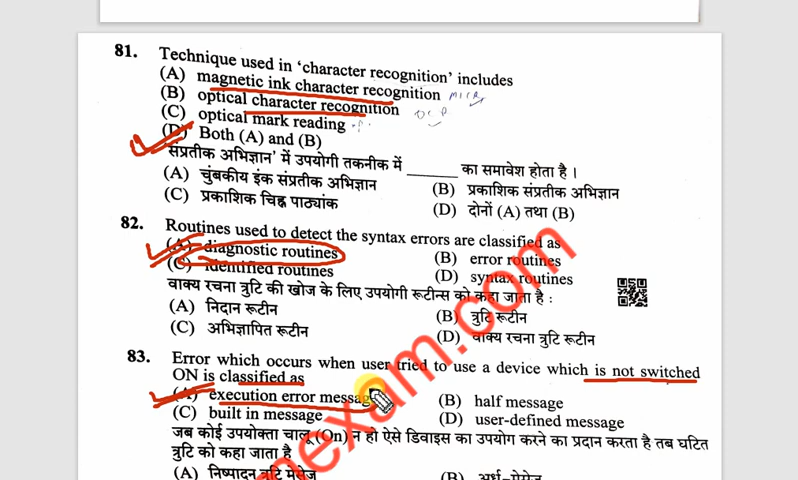 81. Technique used in ‘character recognition’ includes
(A) magnetic ink character recognition MICR
(B) optical character recognition OCR
(C) optical mark reading
(D) Both (A) and (B)
संप्रतीक अभिज्ञान’ में उपयोगी तकनीक में ______ का समावेश होता है ।
(A) चुंबकीय इंक संप्रतीक अभिज्ञान (B) प्रकाशिक संप्रतीक अभिज्ञान
(C) प्रकाशिक चिह्न पाठ्यांक (D) दोनों (A) तथा (B)
82. Routines used to detect the syntax errors are classified as
(A) diagnostic routines (B) error routines
(C) identified routines (D) syntax routines
वाक्य रचना त्रुटि की खोज के लिए उपयोगी रूटीन्स को कहा जाता है :
(A) निदान रूटीन (B) त्रुटि रूटीन
(C) अभिज्ञापित रूटीन (D) वाक्य रचना त्रुटि रूटीन
83. Error which occurs when user tried to use a device which is not switched
ON is classified as
(A) execution error message (B) half message
(C) built in message (D) user-defined message
जब कोई उपयोक्ता चालू (On) न हो ऐसे डिवाइस का उपयोग करने का प्रदान करता है तब घटित
त्रुटि को कहा जाता है
(A) निष्पादन त्रुटि मेसेज (B) अर्ध-मेसेज
mexam.com